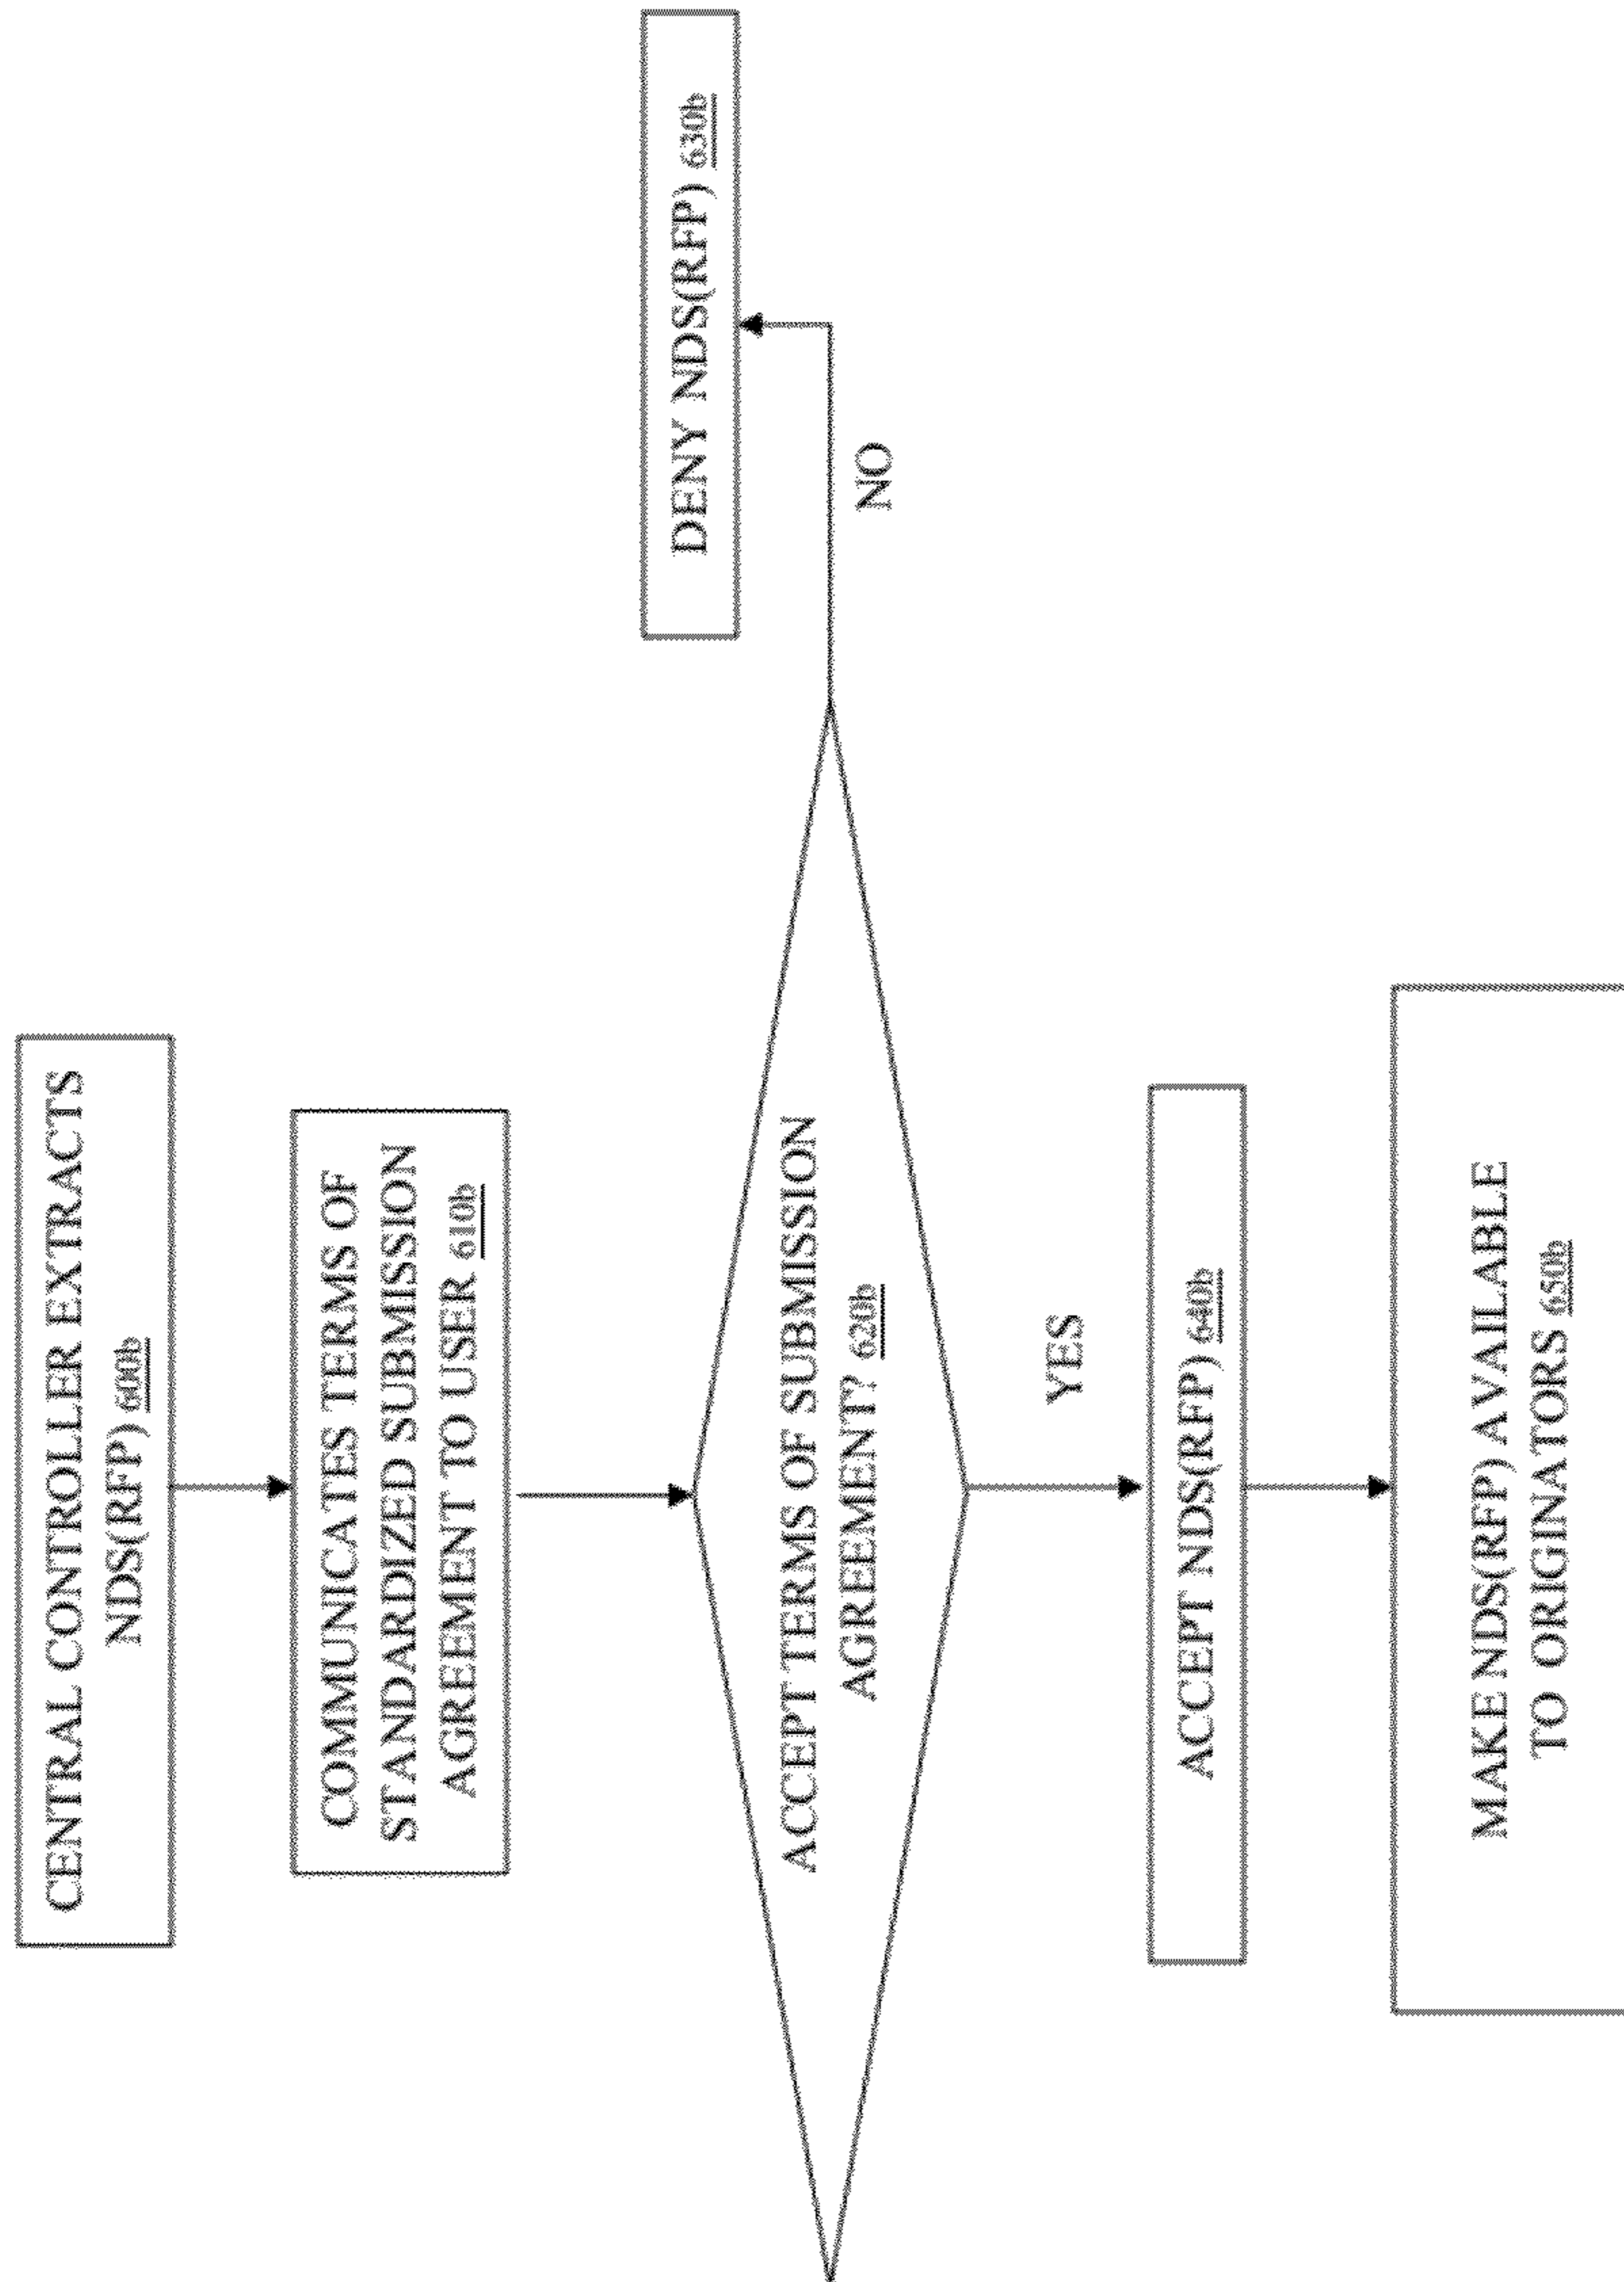 CENTRAL CONTROLLER EXTRACTS
NDS(RFP) 600b
COMMUNICATES TERMS OF
STANDARDIZED SUBMISSION
AGREEMENT TO USER 610b
ACCEPT TERMS OF SUBMISSION
AGREEMENT? 620b
NO
DENY NDS(RFP) 630b
YES
ACCEPT NDS(RFP) 640b
MAKE NDS(RFP) AVAILABLE
TO ORIGINATORS 650b